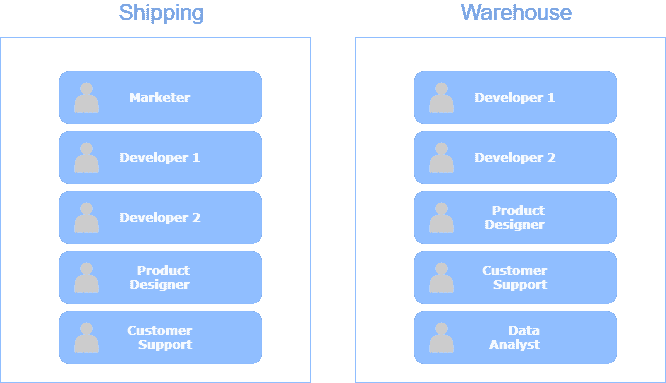 Shipping
Marketer
Developer 1
Developer 2
Product
Designer
Customer
Support
Warehouse
Developer 1
Developer 2
Product
Designer
Customer
Support
Data
Analyst